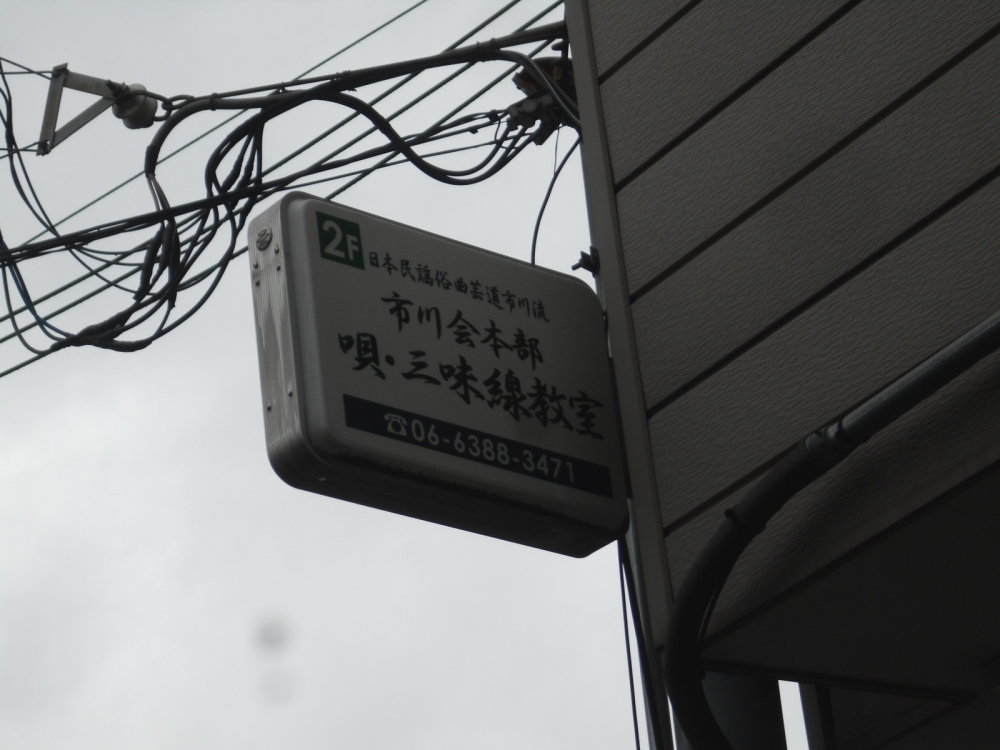 2F
日本民謡俗曲芸道市川流
市川会本部
唄・三味線教室
☎06-6388-3471